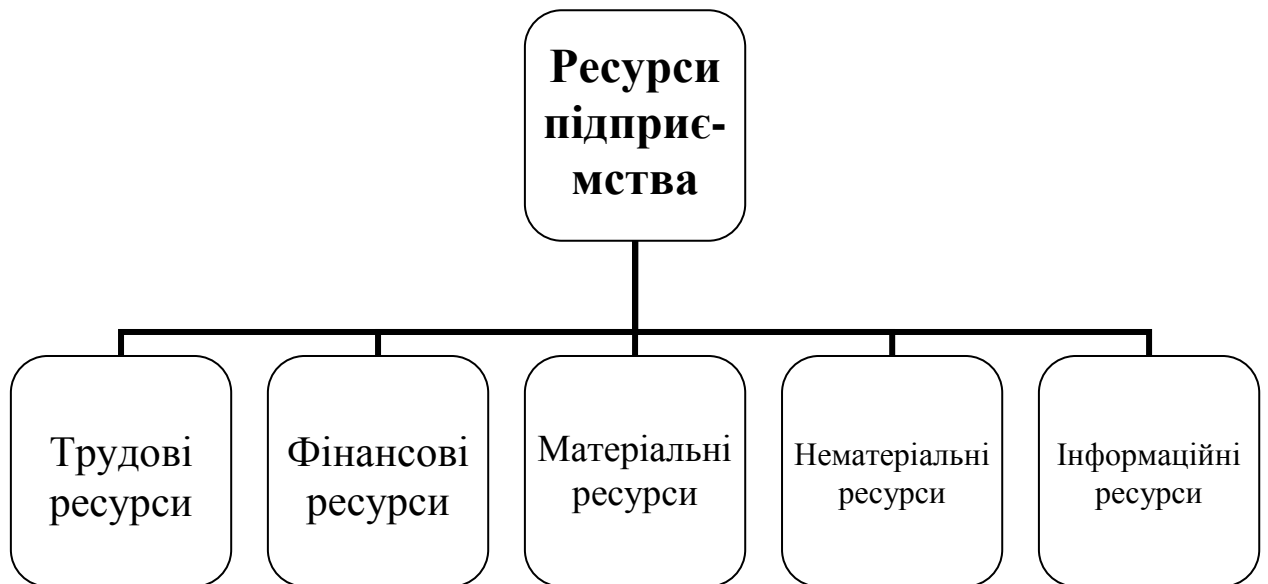 Ресурси
підприє-
мства
Трудові
ресурси
Фінансові
ресурси
Матеріальні
ресурси
Нематеріальні
ресурси
Інформаційні
ресурси